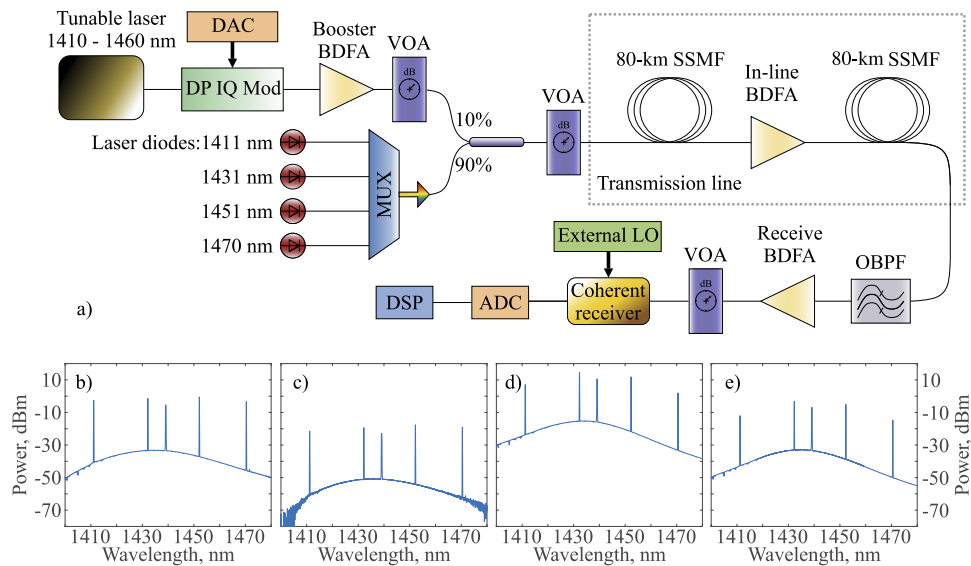 Tunable laser
1410 - 1460 nm
DAC
DP IQ Mod
Booster
BDFA
VOA
dB
10%
90%
Laser diodes:1411 nm
1431 nm
1451 nm
1470 nm
MUX
VOA
dB
80-km SSMF
In-line
BDFA
80-km SSMF
Transmission line
External LO
Coherent
receiver
VOA
dB
Receive
BDFA
OBPF
DSP
ADC
a)
b)
c)
d)
e)
Power, dBm
10
-10
-30
-50
-70
10
-10
-30
-50
-70
Power, dBm
1410
1430
1450
1470
1410
1430
1450
1470
1410
1430
1450
1470
1410
1430
1450
1470
Wavelength, nm
Wavelength, nm
Wavelength, nm
Wavelength, nm